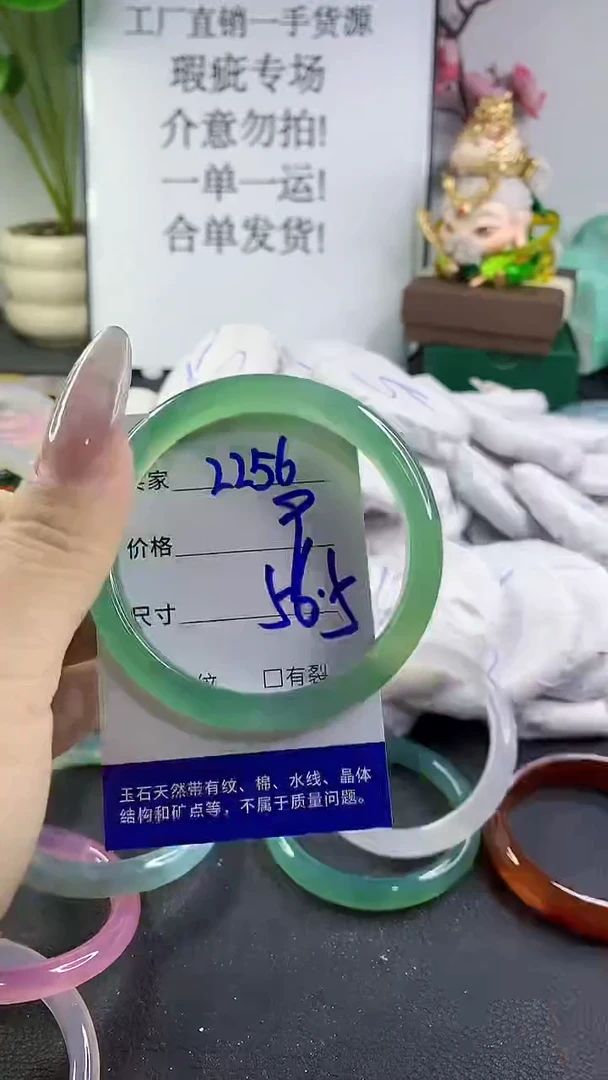 工厂直销一手货源
瑕疵专场
介意勿拍!
一单一运!
合单发货!
家 2256
价格
尺寸 56.5
纹 □有裂
玉石天然带有纹、棉、水线、晶体
结构和矿点等，不属于质量问题。